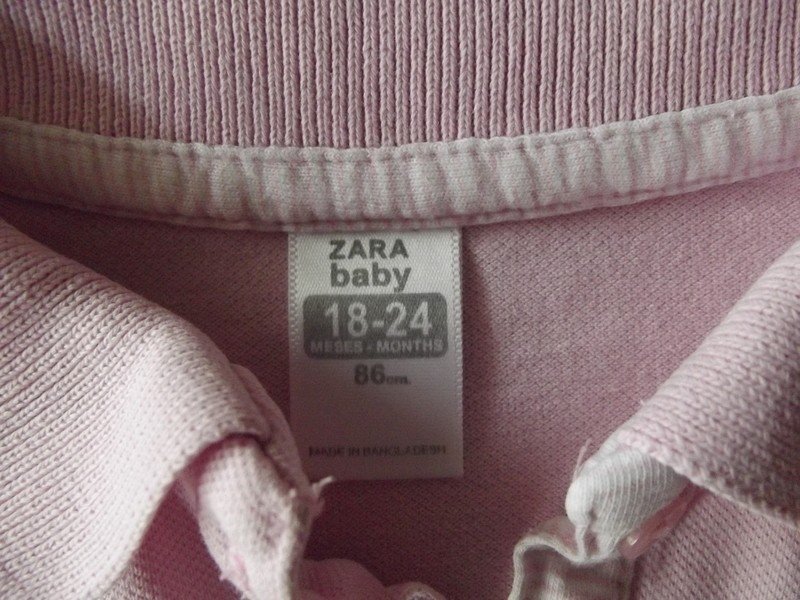 ZARA
baby
18-24
MESES - MONTHS
86cm.
MADE IN BANGLADESH